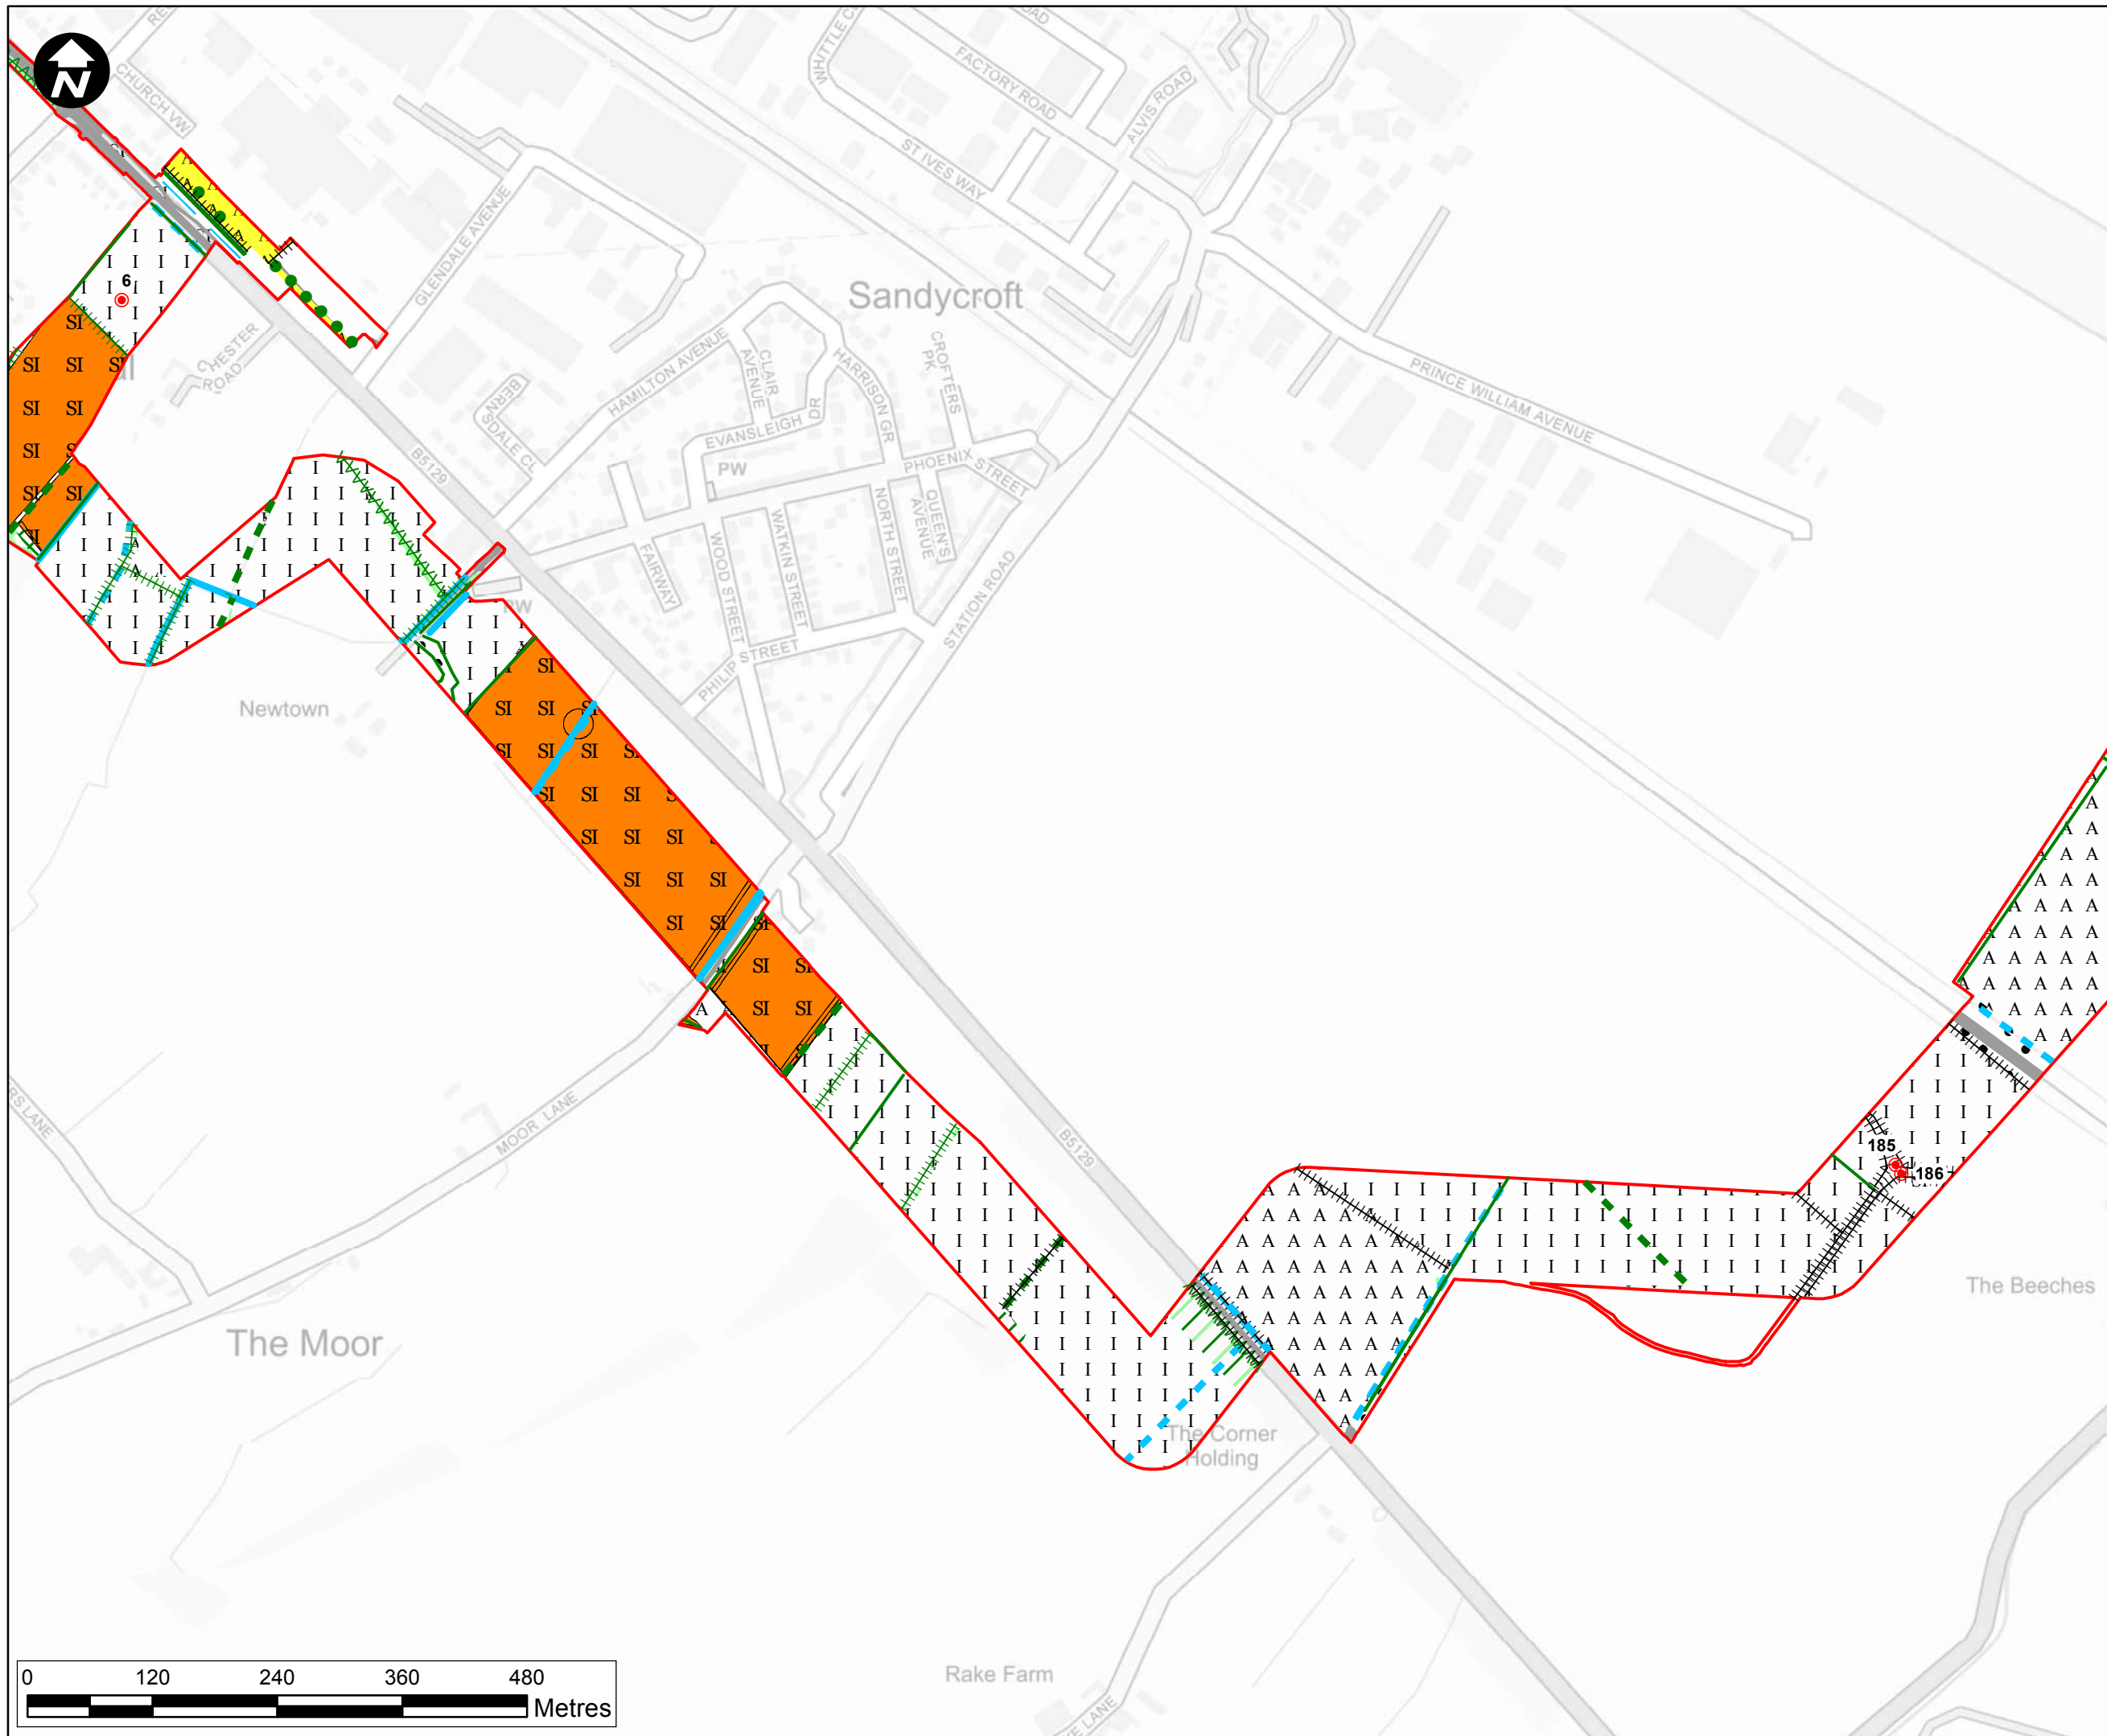 N
CHURCH VW
WHITTLE CL
FACTORY ROAD
ALVIS ROAD
ST IVES WAY
GLENDALE AVENUE
Sandycroft
6
CHESTER
ROAD
HAMILTON AVENUE
CLAIR
AVENUE
HARRISON GR
CROFTERS
PK
PRINCE WILLIAM AVENUE
BERNSDALE CL
EVANSLEIGH DR
B5129
PW
PHOENIX STREET
NORTH STREET
QUEEN'S
AVENUE
WATKIN STREET
WOOD STREET
FAIRWAY
STATION ROAD
PW
PHILIP STREET
Newtown
SI
I
A
MOOR LANE
B5129
185
186
The Beeches
The Moor
The Corner
Holding
Rake Farm
0 120 240 360 480
Metres